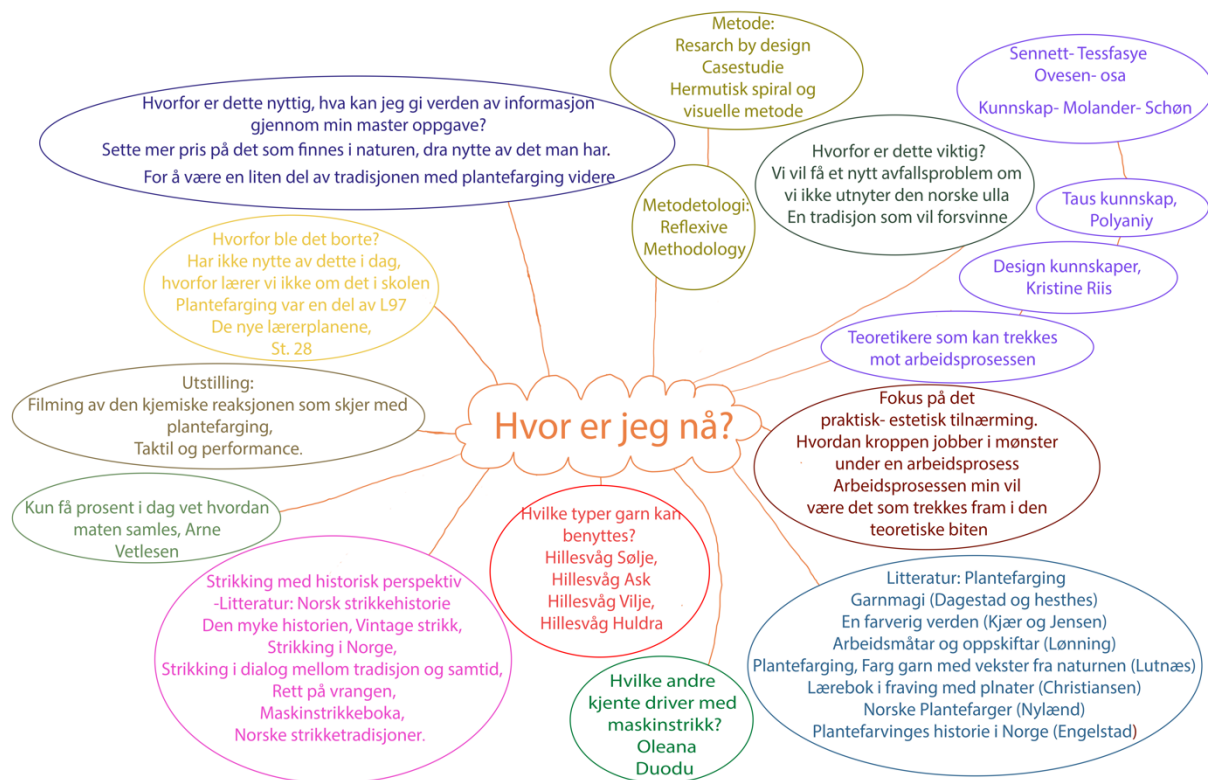 Metode:
Resarch by design
Casestudie
Hermutisk spiral og
visuelle metode
Sennett- Tessfasye
Ovesen- osa
Kunnskap- Molander- Schøn
Hvorfor er dette nyttig, hva kan jeg gi verden av informasjon
gjennom min master oppgave?
Sette mer pris på det som finnes i naturen, dra nytte av det man har.
For å være en liten del av tradisjonen med plantefarging videre
Hvorfor er dette viktig?
Vi vil få et nytt avfallsproblem om
vi ikke utnyter den norske ulla
En tradisjon som vil forsvinne
Metodetologi:
Reflexive
Methodology
Taus kunnskap,
Polyaniy
Design kunnskaper,
Kristine Riis
Teoretikere som kan trekkes
mot arbeidsprosessen
Hvorfor ble det borte?
Har ikke nytte av dette i dag,
hvorfor lærer vi ikke om det i skolen
Plantefarging var en del av L97
De nye lærerplanene,
St. 28
Utstilling:
Filming av den kjemiske reaksjonen som skjer med
plantefarging,
Taktil og performance.
Hvor er jeg nå?
Fokus på det
praktisk- estetisk tilnærming.
Hvordan kroppen jobber i mønster
under en arbeidsprosess
Arbeidsprosessen min vil
være det som trekkes fram i den
teoretiske biten
Kun få prosent i dag vet hvordan
maten samles, Arne
Vetlesen
Hvilke typer garn kan
benyttes?
Hillesvåg Sølje,
Hillesvåg Ask
Hillesvåg Vilje,
Hillesvåg Huldra
Strikking med historisk perspektiv
-Litteratur: Norsk strikkehistorie
Den myke historien, Vintage strikk,
Strikking i Norge,
Strikking i dialog mellom tradisjon og samtid,
Rett på vrangen,
Maskinstrikkeboka,
Norske strikketradisjoner.
Hvilke andre
kjente driver med
maskinstrikk?
Oleana
Duodu
Litteratur: Plantefarging
Garnmagi (Dagestad og hesthes)
En farverig verden (Kjær og Jensen)
Arbeidsmåtar og oppskiftar (Lønning)
Plantefarging, Farg garn med vekster fra naturnen (Lutnæs)
Lærebok i fraving med plnater (Christiansen)
Norske Plantefarger (Nylænd)
Plantefarvinges historie i Norge (Engelstad)